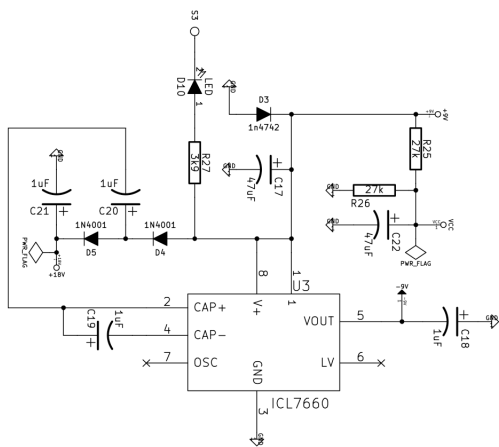 S3
2
LED
D10
1
GND
D3
1n4742
+9V
1uF
1uF
R27
3k9
GND
C17
47uF
R25
27k
GND
27k
R26
C21
C20
1N4001
1N4001
D5
D4
GND
C22
47uF
VCC
PWR_FLAG
PWR_FLAG
+18V
8
1
U3
V+
1
2
CAP+
C19
1uF
4
CAP-
7
OSC
GND
VOUT
5
-9V
1uF
C18
GND
LV
6
3
ICL7660
GND